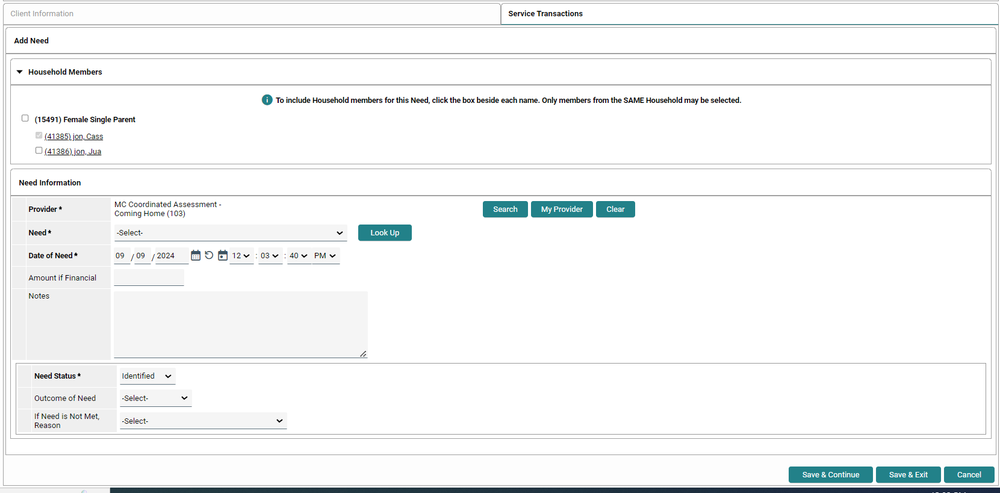 Client Information
Service Transactions
Add Need
Household Members
To include Household members for this Need, click the box beside each name. Only members from the SAME Household may be selected.
(15491) Female Single Parent
(41385) jon, Cass
(41386) jon, Jua
Need Information
Provider *
MC Coordinated Assessment -
Coming Home (103)
Search
My Provider
Clear
Need *
-Select-
Look Up
Date of Need *
09 / 09 / 2024 12 : 03 : 40 PM
Amount if Financial
Notes
Need Status *
Identified
Outcome of Need
-Select-
If Need is Not Met,
Reason
-Select-
Save & Continue
Save & Exit
Cancel